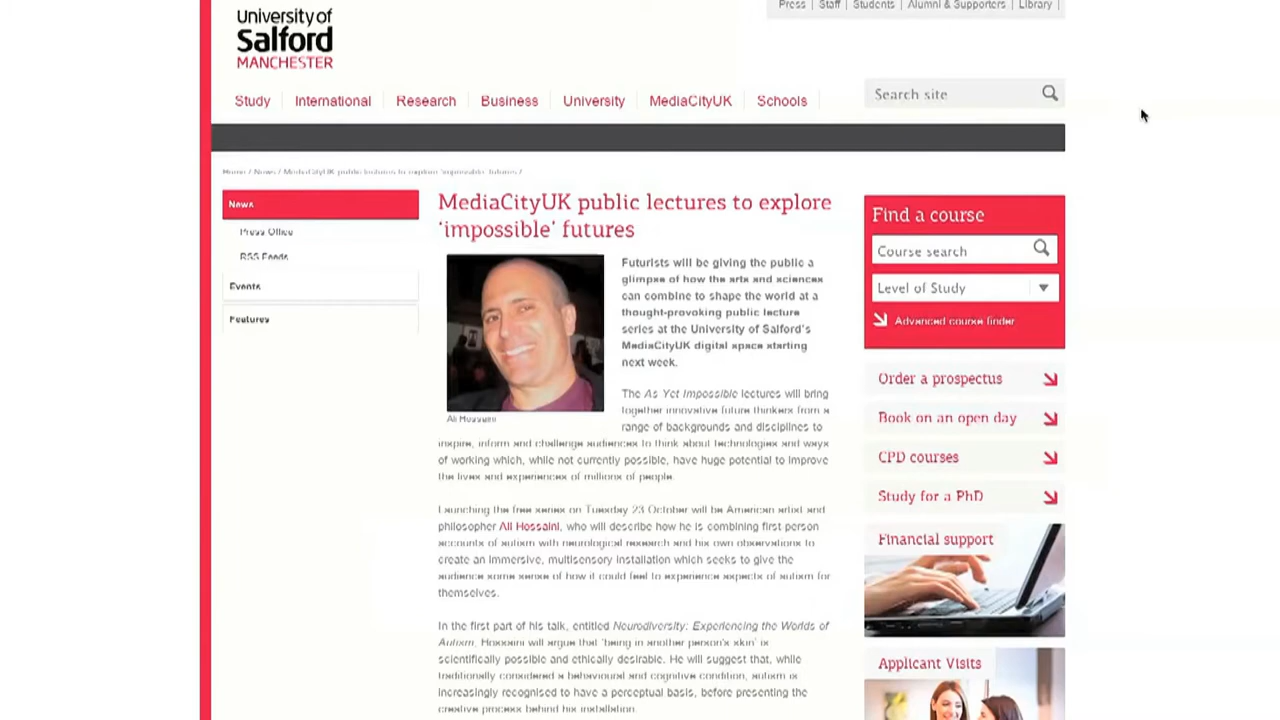 Press | Staff | Students | Alumni & Supporters | Library |
University of
Salford
MANCHESTER
Study
International
Research
Business
University
MediaCityUK
Schools
Search site
Home / News / MediaCityUK public lectures to explore 'impossible' futures /
News
Press Office
RSS Feeds
Events
Features
MediaCityUK public lectures to explore
'impossible' futures
Futurists will be giving the public a
glimpse of how the arts and sciences
can combine to shape the world at a
thought-provoking public lecture
series at the University of Salford's
MediaCityUK digital space starting
next week.
The As Yet Impossible lectures will bring
together innovative future thinkers from a
range of backgrounds and disciplines to
Ali Hossaini
inspire, inform and challenge audiences to think about technologies and ways
of working which, while not currently possible, have huge potential to improve
the lives and experiences of millions of people.
Launching the free series on Tuesday 23 October will be American artist and
philosopher Ali Hossaini, who will describe how he is combining first person
accounts of autism with neurological research and his own observations to
create an immersive, multisensory installation which seeks to give the
audience some sense of how it could feel to experience aspects of autism for
themselves.
In the first part of his talk, entitled Neurodiversity: Experiencing the Worlds of
Autism, Hossaini will argue that 'being in another person's skin' is
scientifically possible and ethically desirable. He will suggest that, while
traditionally considered a behavioural and cognitive condition, autism is
increasingly recognised to have a perceptual basis, before presenting the
creative process behind his installation.
Find a course
Course search
Level of Study
Advanced course finder
Order a prospectus
Book on an open day
CPD courses
Study for a PhD
Financial support
Applicant Visits